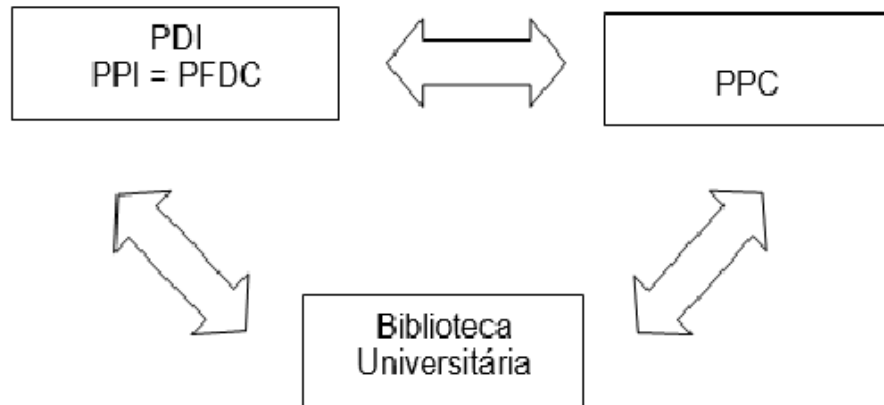 PDI
PPI = PFDC
PPC
Biblioteca
Universitária